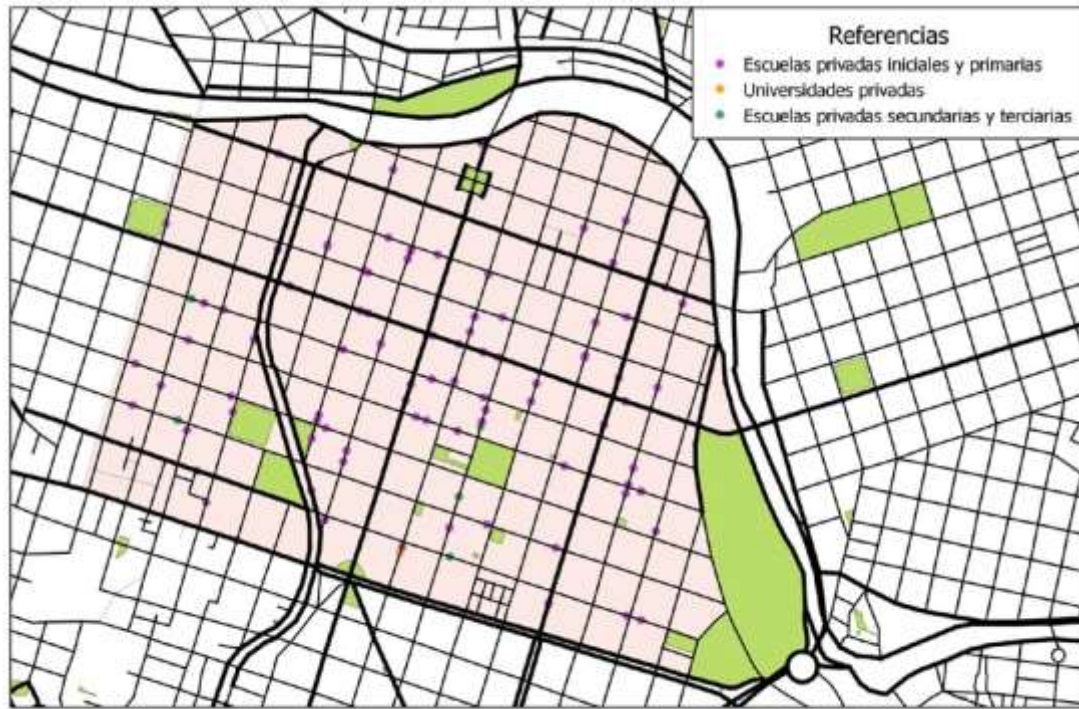 Referencias
Escuelas privadas iniciales y primarias
Universidades privadas
Escuelas privadas secundarias y terciarias